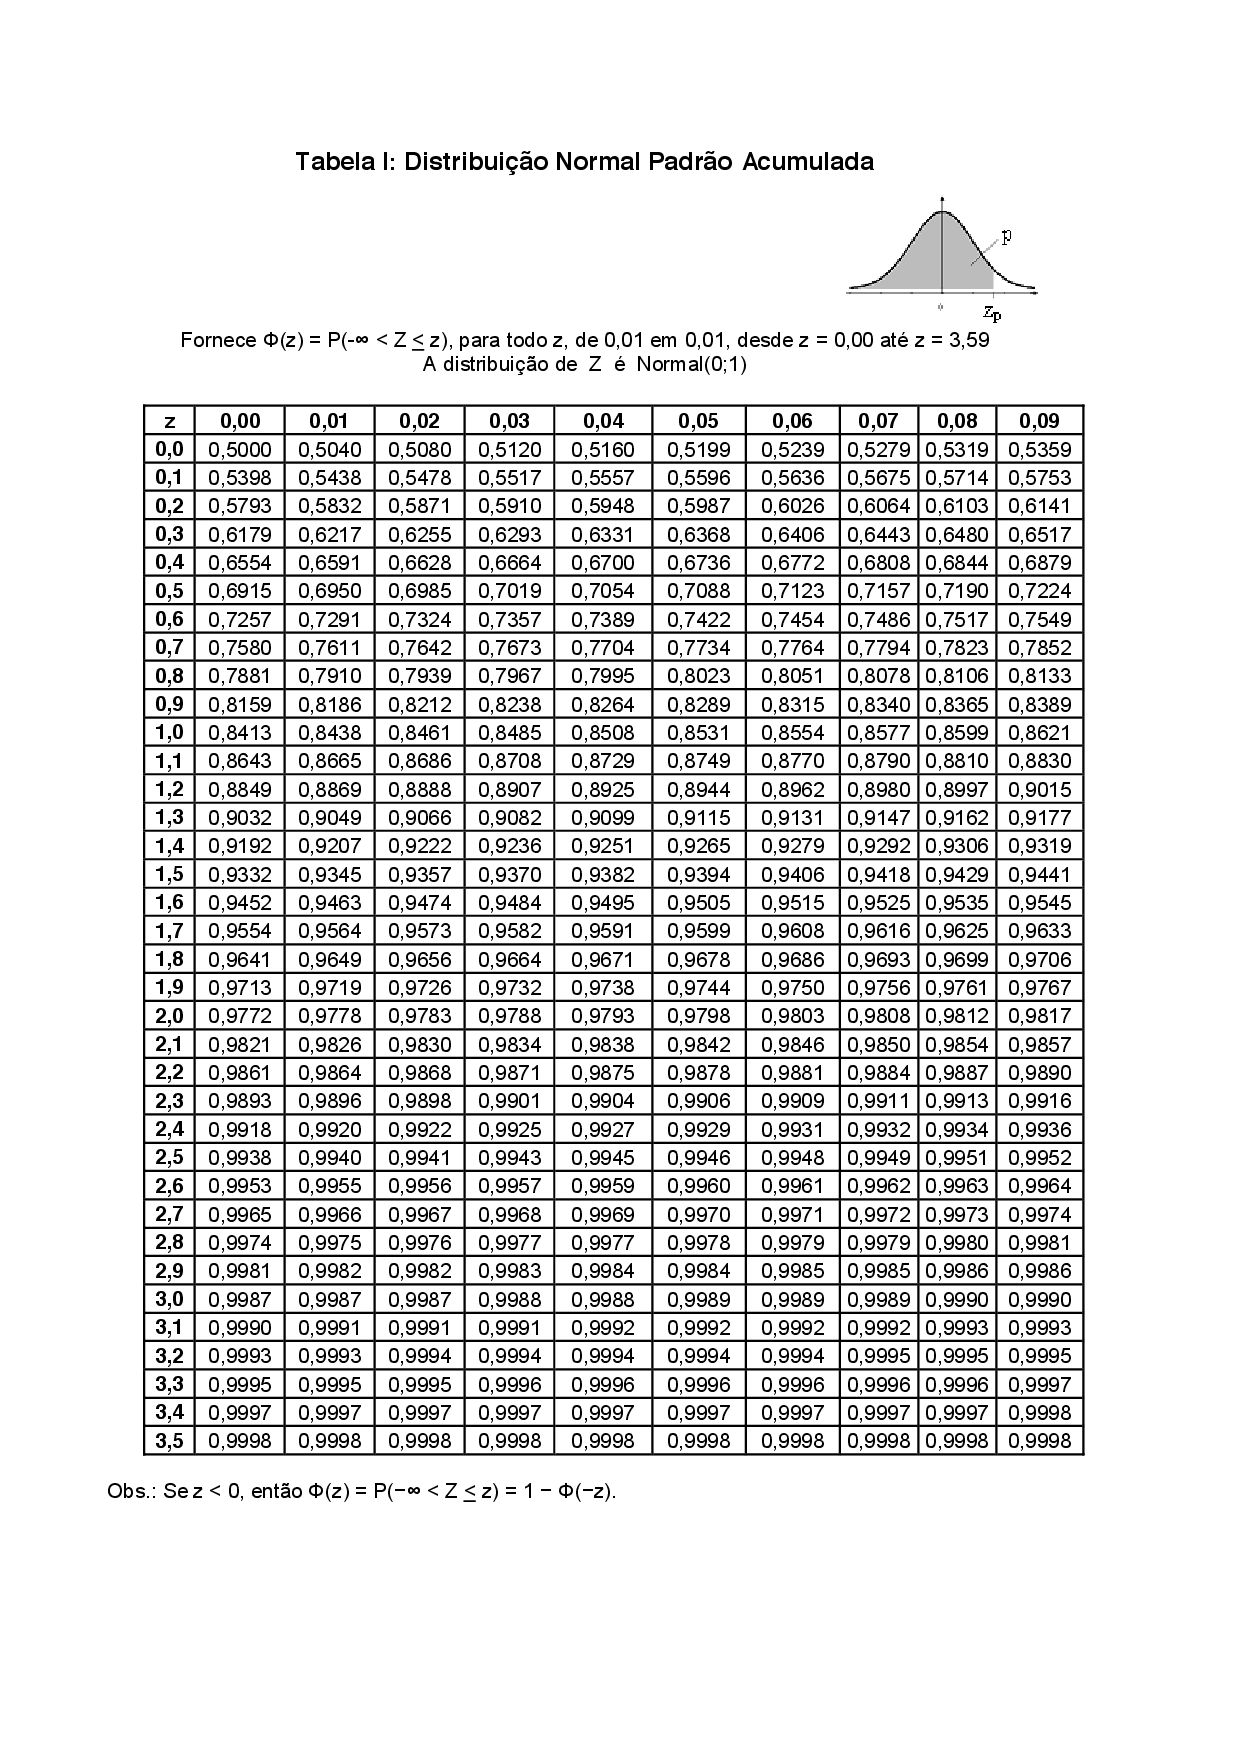 Tabela I: Distribuição Normal Padrão Acumulada
p
0
zp
Fornece Φ(z) = P(-∞ < Z ≤ z), para todo z, de 0,01 em 0,01, desde z = 0,00 até z = 3,59
A distribuição de Z é Normal(0;1)
z 0,00 0,01 0,02 0,03 0,04 0,05 0,06 0,07 0,08 0,09
0,0 0,5000 0,5040 0,5080 0,5120 0,5160 0,5199 0,5239 0,5279 0,5319 0,5359
0,1 0,5398 0,5438 0,5478 0,5517 0,5557 0,5596 0,5636 0,5675 0,5714 0,5753
0,2 0,5793 0,5832 0,5871 0,5910 0,5948 0,5987 0,6026 0,6064 0,6103 0,6141
0,3 0,6179 0,6217 0,6255 0,6293 0,6331 0,6368 0,6406 0,6443 0,6480 0,6517
0,4 0,6554 0,6591 0,6628 0,6664 0,6700 0,6736 0,6772 0,6808 0,6844 0,6879
0,5 0,6915 0,6950 0,6985 0,7019 0,7054 0,7088 0,7123 0,7157 0,7190 0,7224
0,6 0,7257 0,7291 0,7324 0,7357 0,7389 0,7422 0,7454 0,7486 0,7517 0,7549
0,7 0,7580 0,7611 0,7642 0,7673 0,7704 0,7734 0,7764 0,7794 0,7823 0,7852
0,8 0,7881 0,7910 0,7939 0,7967 0,7995 0,8023 0,8051 0,8078 0,8106 0,8133
0,9 0,8159 0,8186 0,8212 0,8238 0,8264 0,8289 0,8315 0,8340 0,8365 0,8389
1,0 0,8413 0,8438 0,8461 0,8485 0,8508 0,8531 0,8554 0,8577 0,8599 0,8621
1,1 0,8643 0,8665 0,8686 0,8708 0,8729 0,8749 0,8770 0,8790 0,8810 0,8830
1,2 0,8849 0,8869 0,8888 0,8907 0,8925 0,8944 0,8962 0,8980 0,8997 0,9015
1,3 0,9032 0,9049 0,9066 0,9082 0,9099 0,9115 0,9131 0,9147 0,9162 0,9177
1,4 0,9192 0,9207 0,9222 0,9236 0,9251 0,9265 0,9279 0,9292 0,9306 0,9319
1,5 0,9332 0,9345 0,9357 0,9370 0,9382 0,9394 0,9406 0,9418 0,9429 0,9441
1,6 0,9452 0,9463 0,9474 0,9484 0,9495 0,9505 0,9515 0,9525 0,9535 0,9545
1,7 0,9554 0,9564 0,9573 0,9582 0,9591 0,9599 0,9608 0,9616 0,9625 0,9633
1,8 0,9641 0,9649 0,9656 0,9664 0,9671 0,9678 0,9686 0,9693 0,9699 0,9706
1,9 0,9713 0,9719 0,9726 0,9732 0,9738 0,9744 0,9750 0,9756 0,9761 0,9767
2,0 0,9772 0,9778 0,9783 0,9788 0,9793 0,9798 0,9803 0,9808 0,9812 0,9817
2,1 0,9821 0,9826 0,9830 0,9834 0,9838 0,9842 0,9846 0,9850 0,9854 0,9857
2,2 0,9861 0,9864 0,9868 0,9871 0,9875 0,9878 0,9881 0,9884 0,9887 0,9890
2,3 0,9893 0,9896 0,9898 0,9901 0,9904 0,9906 0,9909 0,9911 0,9913 0,9916
2,4 0,9918 0,9920 0,9922 0,9925 0,9927 0,9929 0,9931 0,9932 0,9934 0,9936
2,5 0,9938 0,9940 0,9941 0,9943 0,9945 0,9946 0,9948 0,9949 0,9951 0,9952
2,6 0,9953 0,9955 0,9956 0,9957 0,9959 0,9960 0,9961 0,9962 0,9963 0,9964
2,7 0,9965 0,9966 0,9967 0,9968 0,9969 0,9970 0,9971 0,9972 0,9973 0,9974
2,8 0,9974 0,9975 0,9976 0,9977 0,9977 0,9978 0,9979 0,9979 0,9980 0,9981
2,9 0,9981 0,9982 0,9982 0,9983 0,9984 0,9984 0,9985 0,9985 0,9986 0,9986
3,0 0,9987 0,9987 0,9987 0,9988 0,9988 0,9989 0,9989 0,9989 0,9990 0,9990
3,1 0,9990 0,9991 0,9991 0,9991 0,9992 0,9992 0,9992 0,9992 0,9993 0,9993
3,2 0,9993 0,9993 0,9994 0,9994 0,9994 0,9994 0,9994 0,9995 0,9995 0,9995
3,3 0,9995 0,9995 0,9995 0,9996 0,9996 0,9996 0,9996 0,9996 0,9996 0,9997
3,4 0,9997 0,9997 0,9997 0,9997 0,9997 0,9997 0,9997 0,9997 0,9997 0,9998
3,5 0,9998 0,9998 0,9998 0,9998 0,9998 0,9998 0,9998 0,9998 0,9998 0,9998
Obs.: Se z < 0, então Φ(z) = P(−∞ < Z ≤ z) = 1 − Φ(−z).